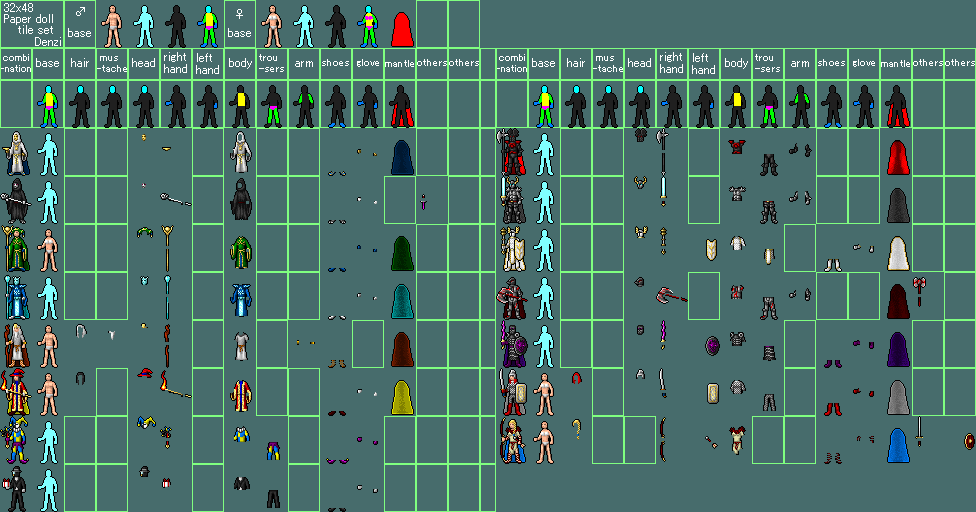 32x48
Paper doll
tile set
Denzi
♂
base
♀
base
combi
-nation
base
hair
mus
-tache
head
right
hand
left
hand
body
trou
-sers
arm
shoes
glove
mantle
others
others
combi
-nation
base
hair
mus
-tache
head
right
hand
left
hand
body
trou
-sers
arm
shoes
glove
mantle
others
others